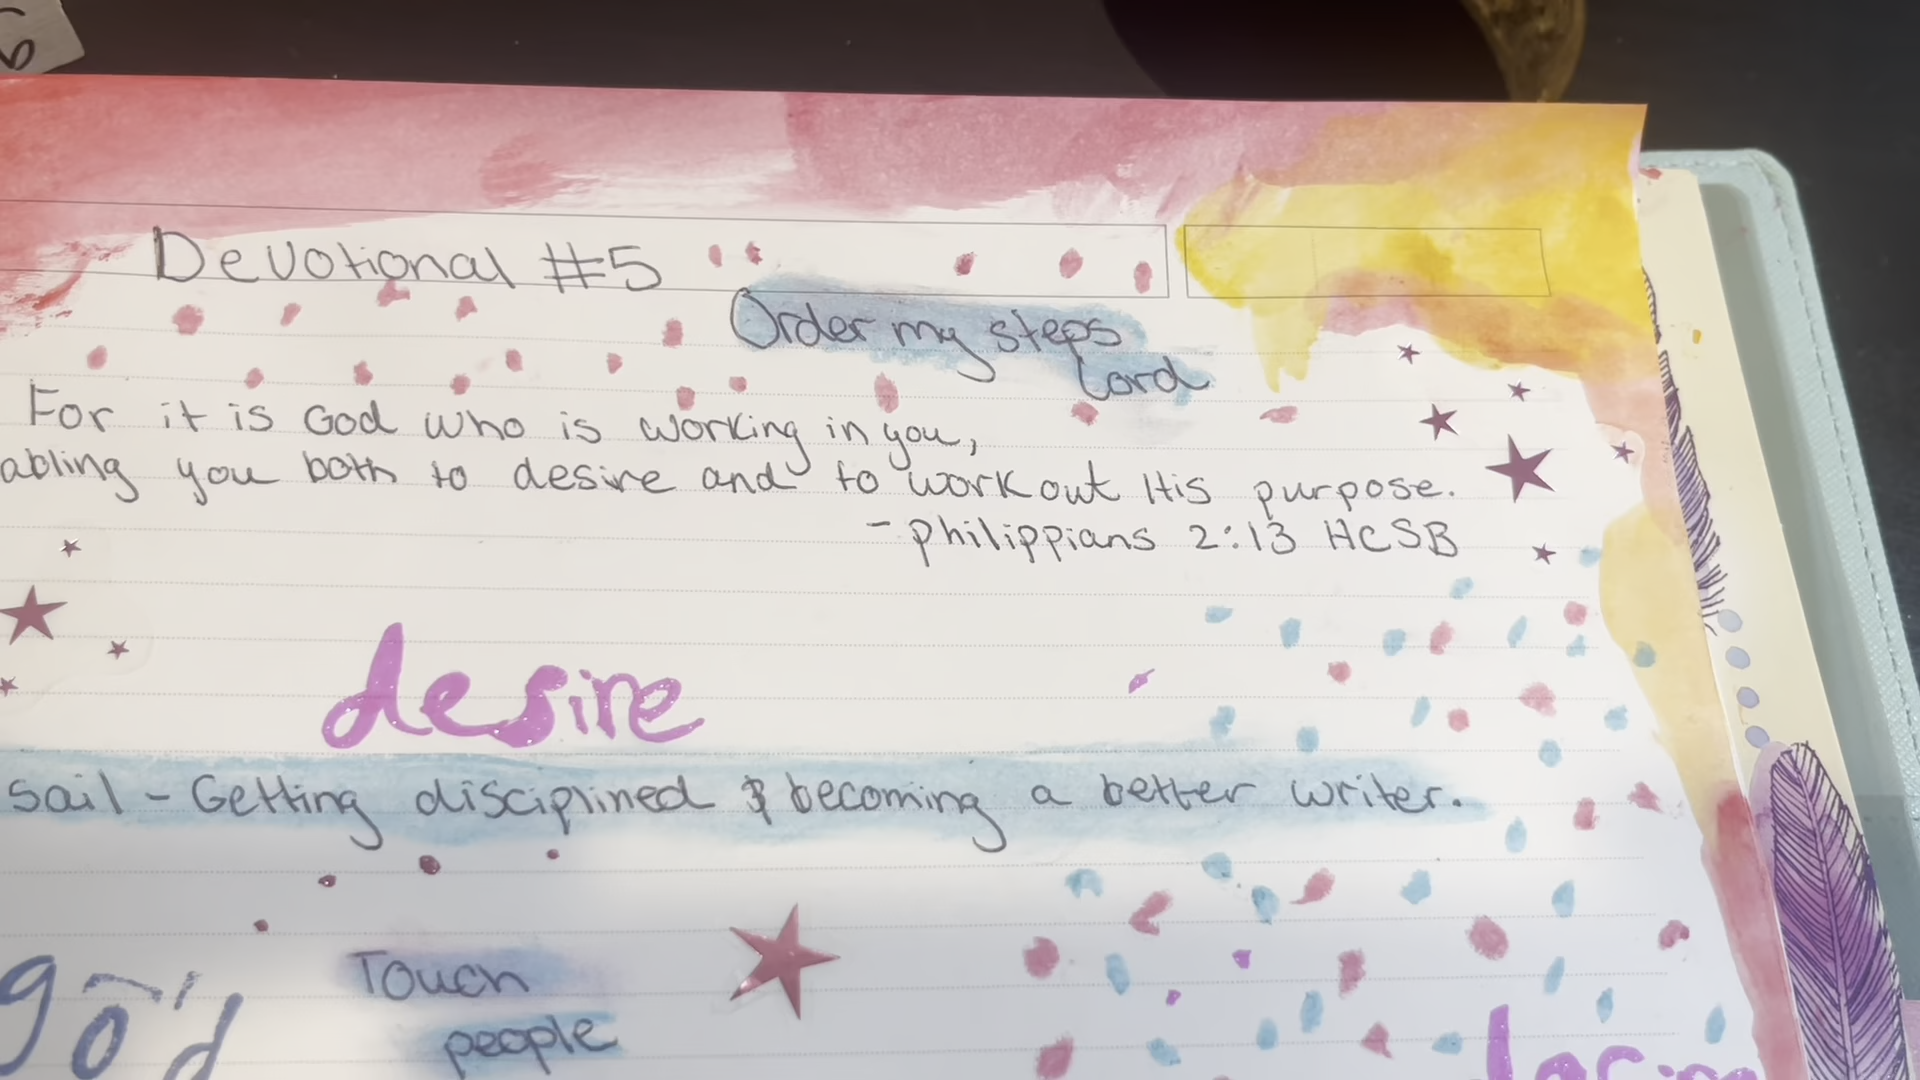 Devotional #5
Order my steps
Lord
For it is God who is working in you,
abling you both to desire and to work out His purpose.
- philippians 2:13 HCSB
desire
sail - Getting disciplined & becoming a better writer.
Touch
people